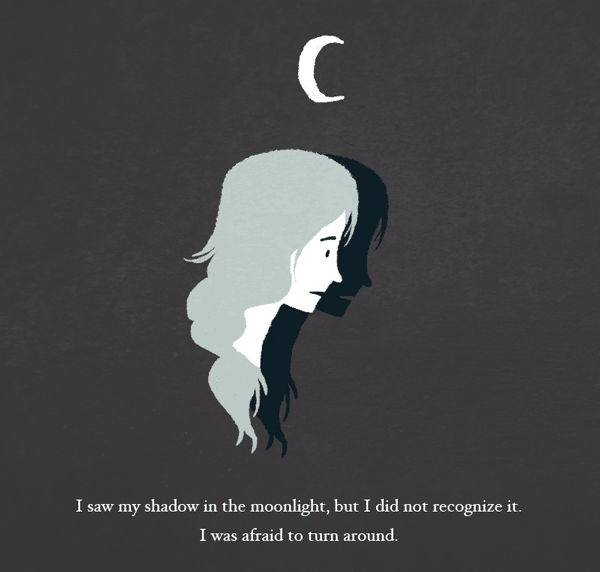 I saw my shadow in the moonlight, but I did not recognize it.
I was afraid to turn around.